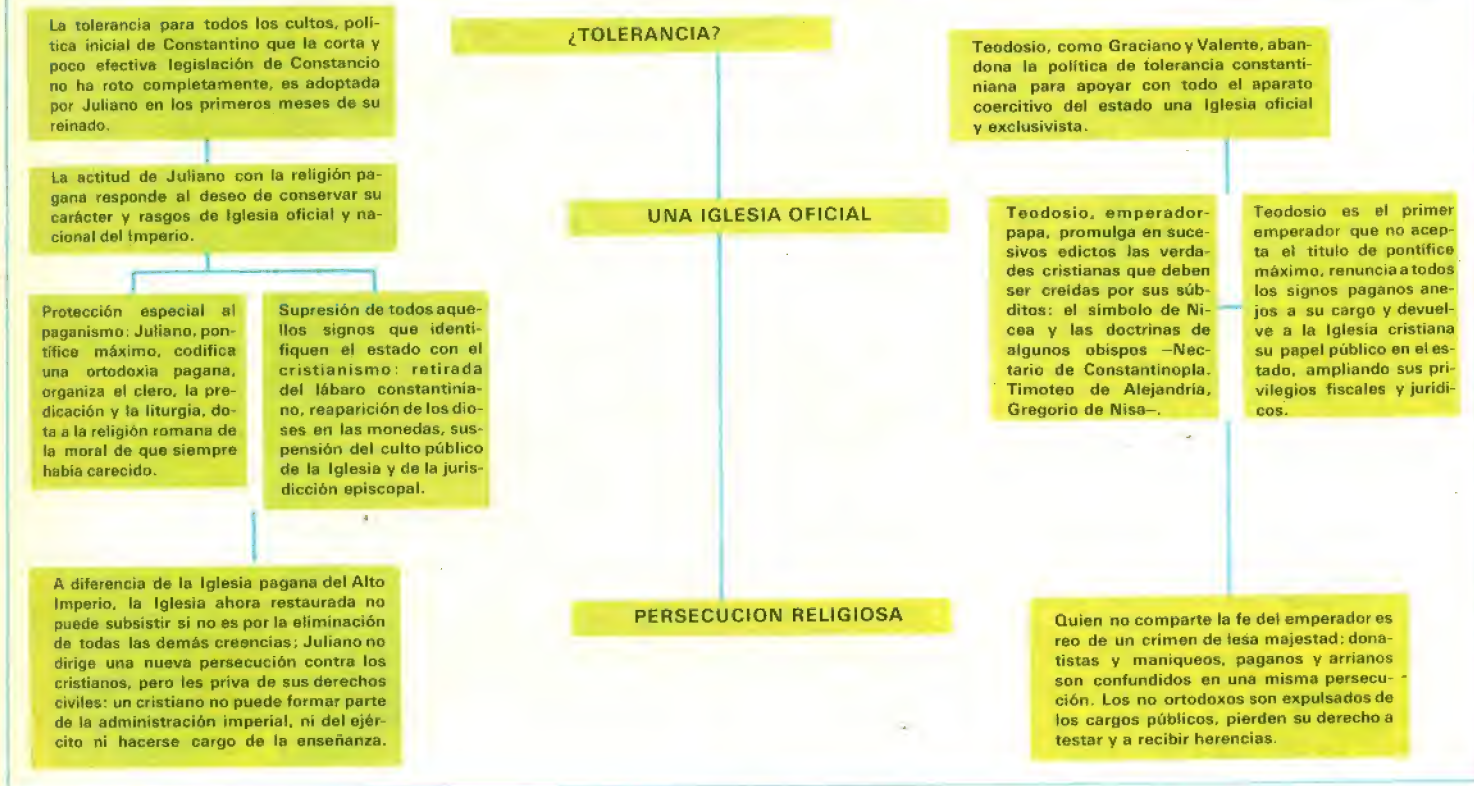 La tolerancia para todos los cultos, polí-
tica inicial de Constantino que la corta y
poco efectiva legislación de Constancio
no ha roto completamente, es adoptada
por Juliano en los primeros meses de su
reinado.
La actitud de Juliano con la religión pa-
gana responde al deseo de conservar su
carácter y rasgos de Iglesia oficial y na-
cional del Imperio.
Protección especial al
paganismo: Juliano, pon-
tífice máximo, codifica
una ortodoxia pagana,
organiza el clero, la pre-
dicación y la liturgia, do-
ta a la religión romana de
la moral de que siempre
había carecido.
Supresión de todos aque-
llos signos que identi-
fiquen el estado con el
cristianismo: retirada
del lábaro constantinia-
no, reaparición de los dio-
ses en las monedas, sus-
pensión del culto público
de la Iglesia y de la juris-
dicción episcopal.
A diferencia de la Iglesia pagana del Alto
Imperio, la Iglesia ahora restaurada no
puede subsistir si no es por la eliminación
de todas las demás creencias; Juliano no
dirige una nueva persecución contra los
cristianos, pero les priva de sus derechos
civiles: un cristiano no puede formar parte
de la administración imperial, ni del ejér-
cito ni hacerse cargo de la enseñanza.
¿TOLERANCIA?
UNA IGLESIA OFICIAL
PERSECUCION RELIGIOSA
Teodosio, como Graciano y Valente, aban-
dona la política de tolerancia constanti-
niana para apoyar con todo el aparato
coercitivo del estado una Iglesia oficial
y exclusivista.
Teodosio, emperador-
papa, promulga en suce-
sivos edictos las verda-
des cristianas que deben
ser creídas por sus súb-
ditos: el símbolo de Ni-
cea y las doctrinas de
algunos obispos –Nec-
tario de Constantinopla.
Timoteo de Alejandría,
Gregorio de Nisa–.
Teodosio es el primer
emperador que no acep-
ta el título de pontífice
máximo, renuncia a todos
los signos paganos ane-
jos a su cargo y devuel-
ve a la Iglesia cristiana
su papel público en el es-
tado, ampliando sus pri-
vilegios fiscales y jurídi-
cos.
Quien no comparte la fe del emperador es
reo de un crimen de lesa majestad: dona-
tistas y maniqueos, paganos y arrianos
son confundidos en una misma persecu-
ción. Los no ortodoxos son expulsados de
los cargos públicos, pierden su derecho a
testar y a recibir herencias.